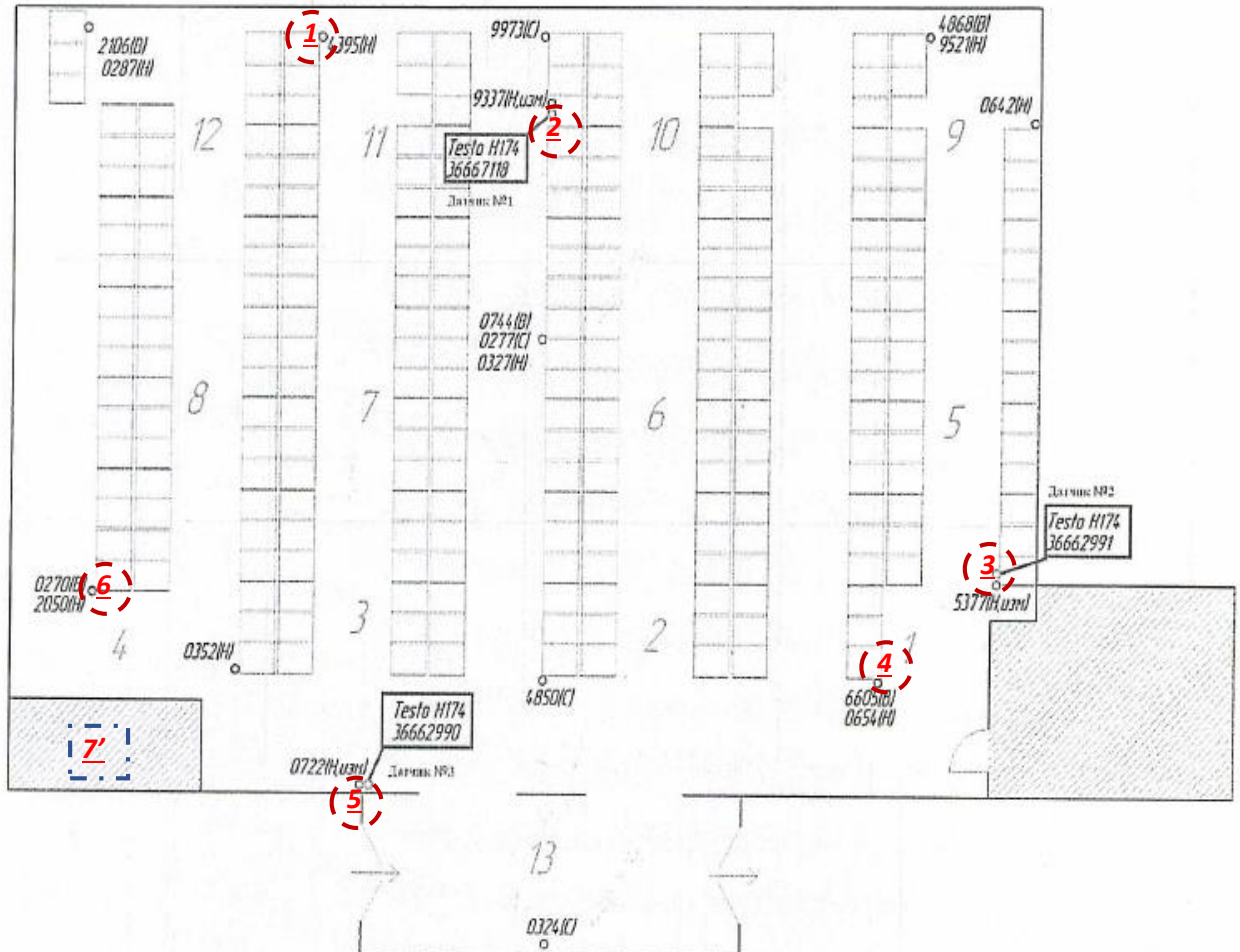 1
2106(В)
0287(Н)
4395(Н)
9973(С)
4868(В)
9521(Н)
9337(Н,изм)
0642(Н)
2
12
11
10
9
Testo H174
36667118
Датчик №1
0744(В)
0277(С)
0327(Н)
8
7
6
5
Датчик №2
Testo H174
36662991
3
0270(В)
2050(Н)
6
5377(Н,изм)
4
3
2
1
0352(Н)
4
4850(С)
6605(В)
0654(Н)
Testo H174
36662990
7′
0722(Н,изм)
Датчик №3
5
13
0324(С)